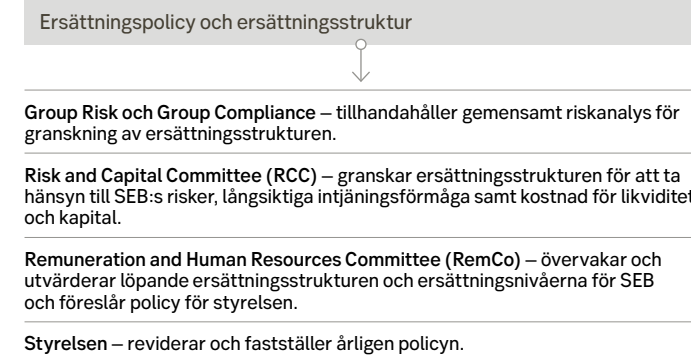 Ersättningspolicy och ersättningsstruktur
Group Risk och Group Compliance – tillhandahåller gemensamt riskanalys för
granskning av ersättningsstrukturen.
Risk and Capital Committee (RCC) – granskar ersättningsstrukturen för att ta
hänsyn till SEB:s risker, långsiktiga intjäningsförmåga samt kostnad för likviditet
och kapital.
Remuneration and Human Resources Committee (RemCo) – övervakar och
utvärderar löpande ersättningsstrukturen och ersättningsnivåerna för SEB
och föreslår policy för styrelsen.
Styrelsen – reviderar och fastställer årligen policyn.